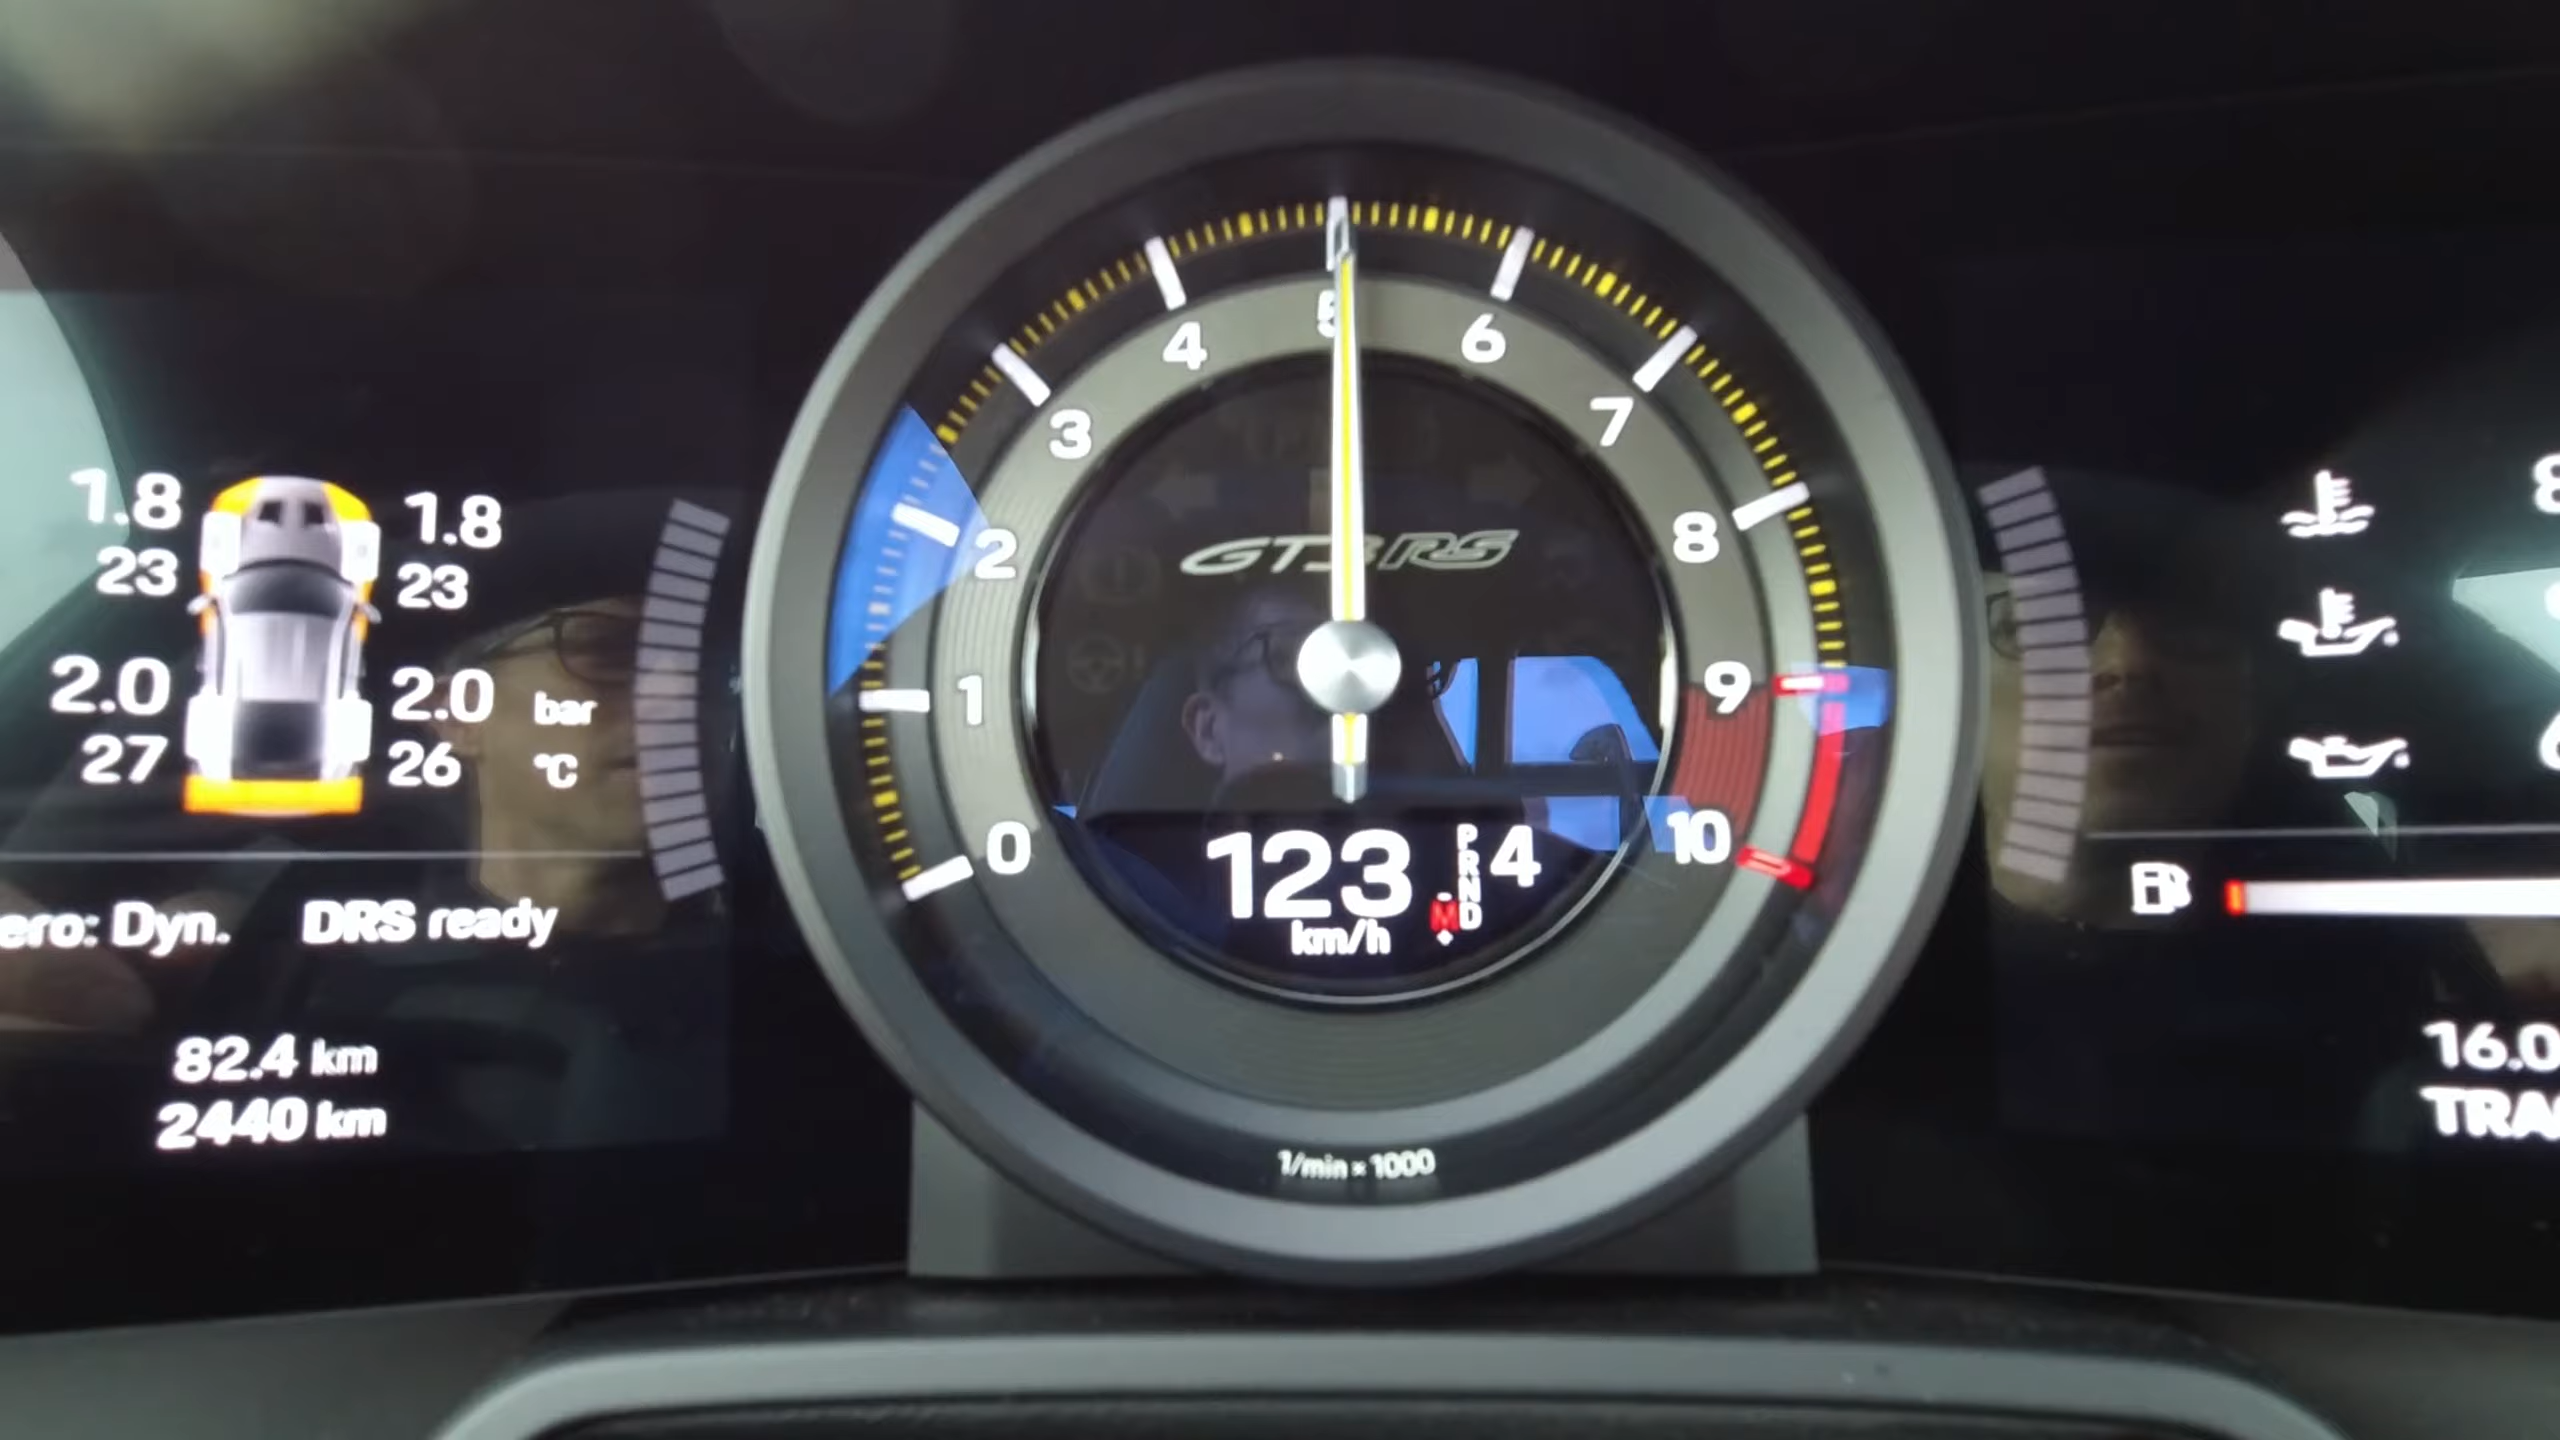 1.8 1.8
23 23
2.0 2.0 bar
27 26 °C
ero: Dyn. DRS ready
82.4 km
2440 km
0 1 2 3 4 5 6 7 8 9 10
GT3 RS
123
km/h
P
R
N
D
M
4
1/min × 1000
16.0